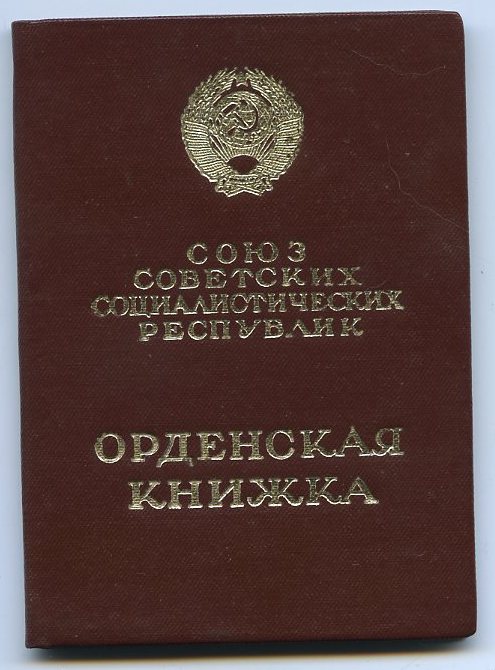 СОЮЗ
СОВЕТСКИХ
СОЦИАЛИСТИЧЕСКИХ
РЕСПУБЛИК
ОРДЕНСКАЯ
КНИЖКА